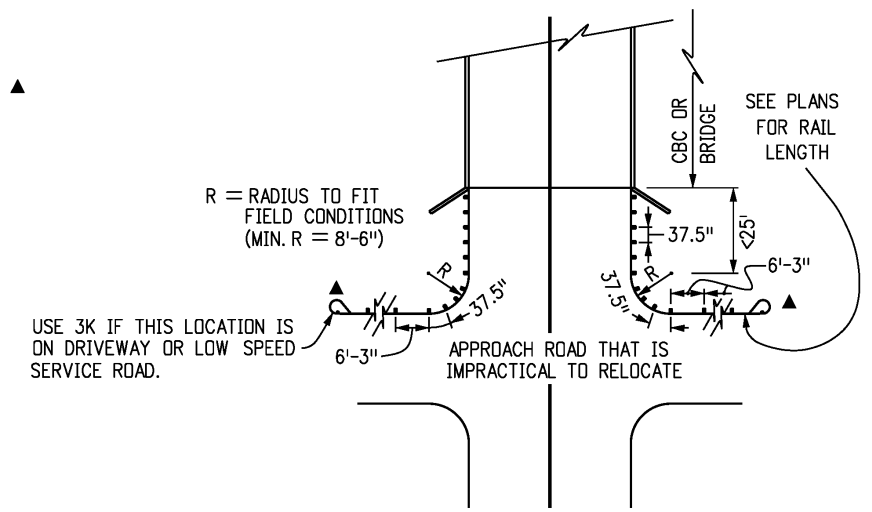 CBC OR
BRIDGE
SEE PLANS
FOR RAIL
LENGTH
R = RADIUS TO FIT
FIELD CONDITIONS
(MIN. R = 8'-6")
37.5"
<25'
6'-3"
R
R
37.5"
37.5"
6'-3"
USE 3K IF THIS LOCATION IS
ON DRIVEWAY OR LOW SPEED
SERVICE ROAD.
APPROACH ROAD THAT IS
IMPRACTICAL TO RELOCATE